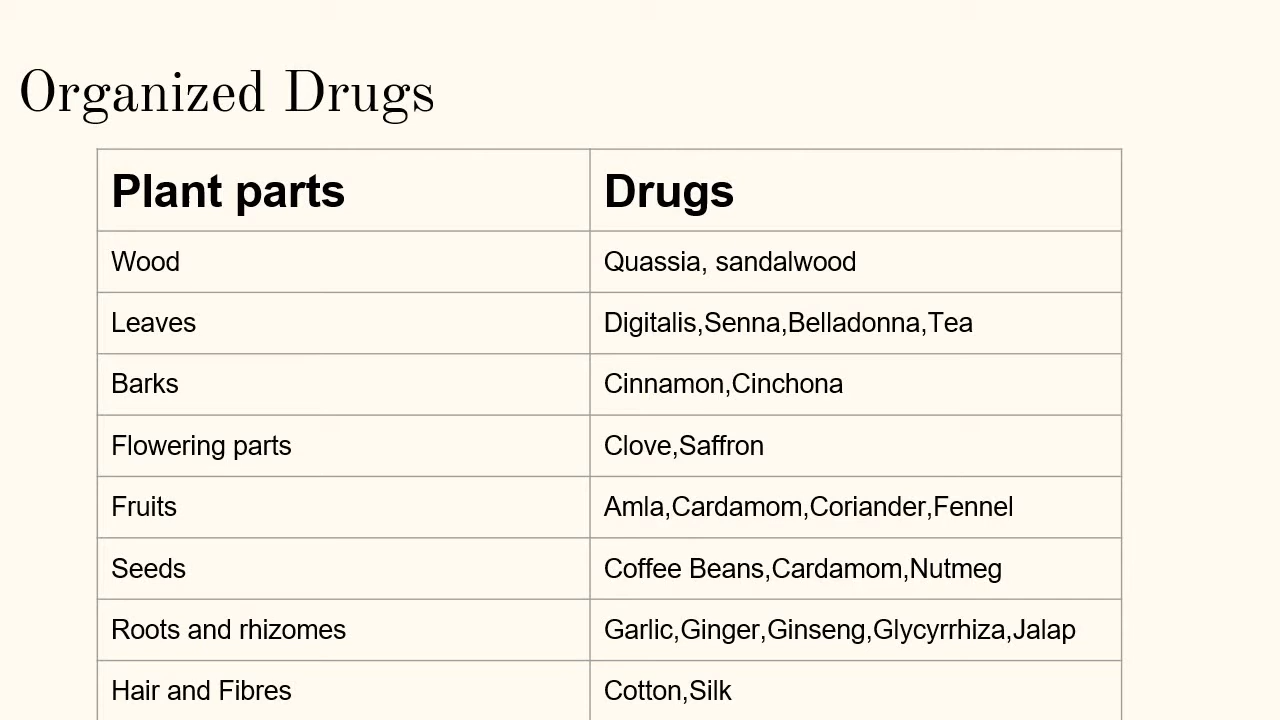 Organized Drugs
Plant parts Drugs
Wood Quassia, sandalwood
Leaves Digitalis,Senna,Belladonna,Tea
Barks Cinnamon,Cinchona
Flowering parts Clove,Saffron
Fruits Amla,Cardamom,Coriander,Fennel
Seeds Coffee Beans,Cardamom,Nutmeg
Roots and rhizomes Garlic,Ginger,Ginseng,Glycyrrhiza,Jalap
Hair and Fibres Cotton,Silk